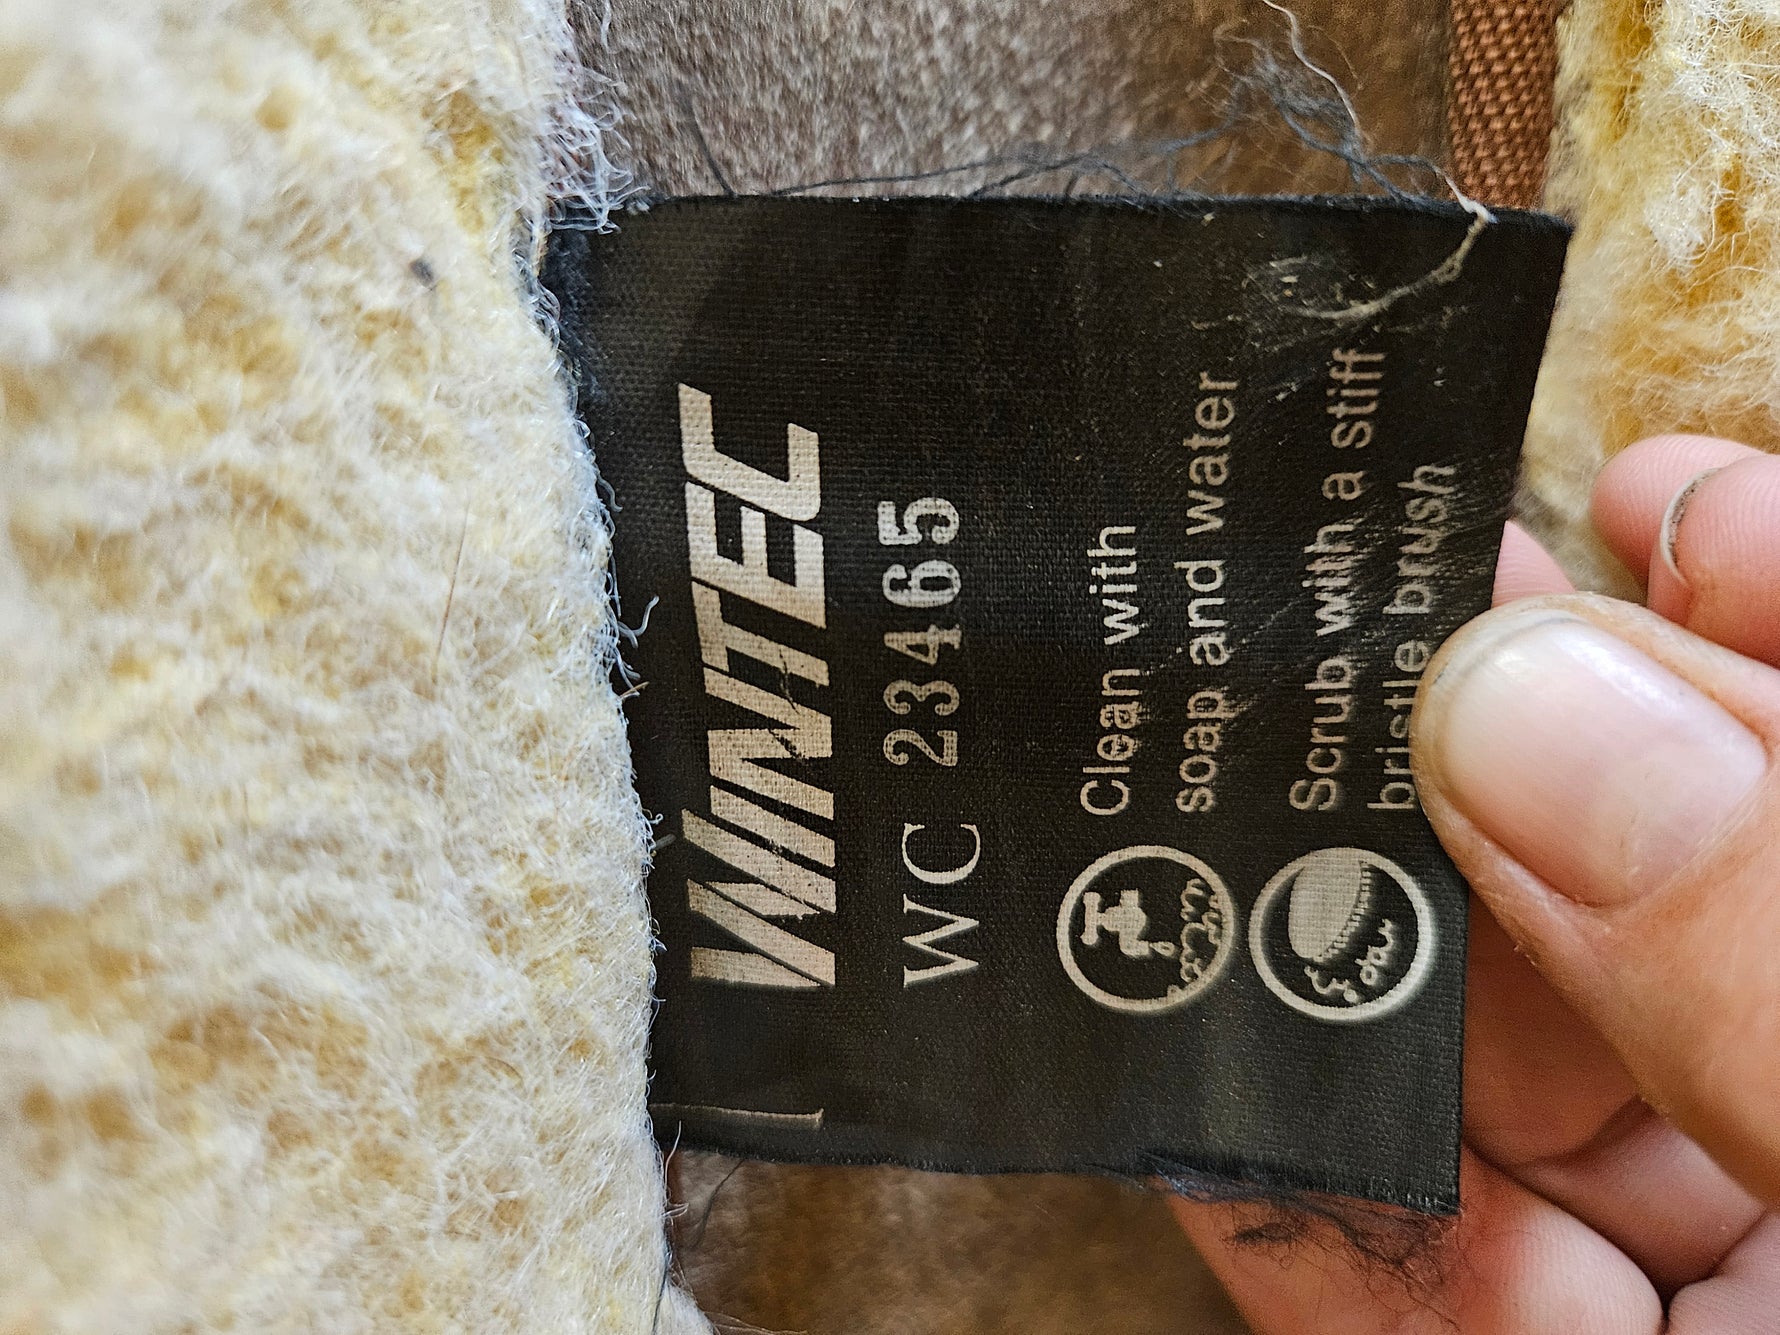 WINTEC
WC 23465
Clean with
soap and water
Scrub with a stiff
bristle brush